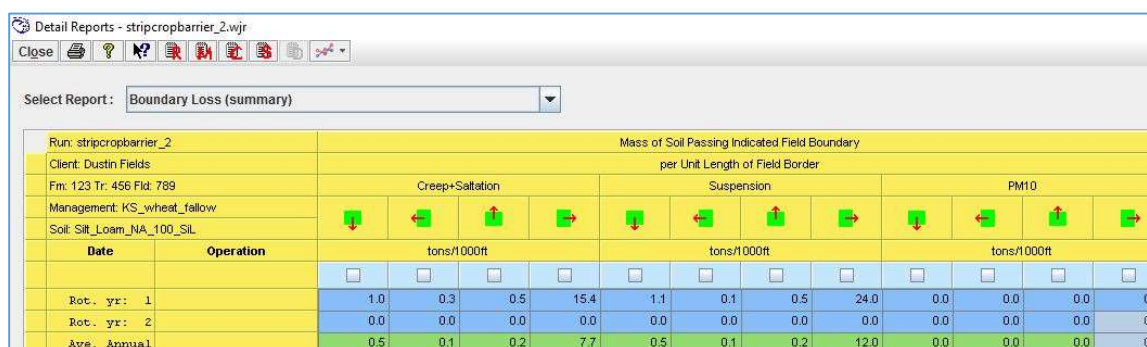 Detail Reports - stripcropbarrier_2.wjr
Close
Select Report : Boundary Loss (summary)
Run: stripcropbarrier_2 Mass of Soil Passing Indicated Field Boundary
Client: Dustin Fields per Unit Length of Field Border
Fm: 123 Tr: 456 Fld: 789 Creep+Saltation Suspension PM10
Management: KS_wheat_fallow
Soil: Silt_Loam_NA_100_SiL
Date Operation tons/1000ft tons/1000ft tons/1000ft
Rot. yr: 1 1.0 0.3 0.5 15.4 1.1 0.1 0.5 24.0 0.0 0.0 0.0
Rot. yr: 2 0.0 0.0 0.0 0.0 0.0 0.0 0.0 0.0 0.0 0.0 0.0
Ave. Annual 0.5 0.1 0.2 7.7 0.5 0.1 0.2 12.0 0.0 0.0 0.0